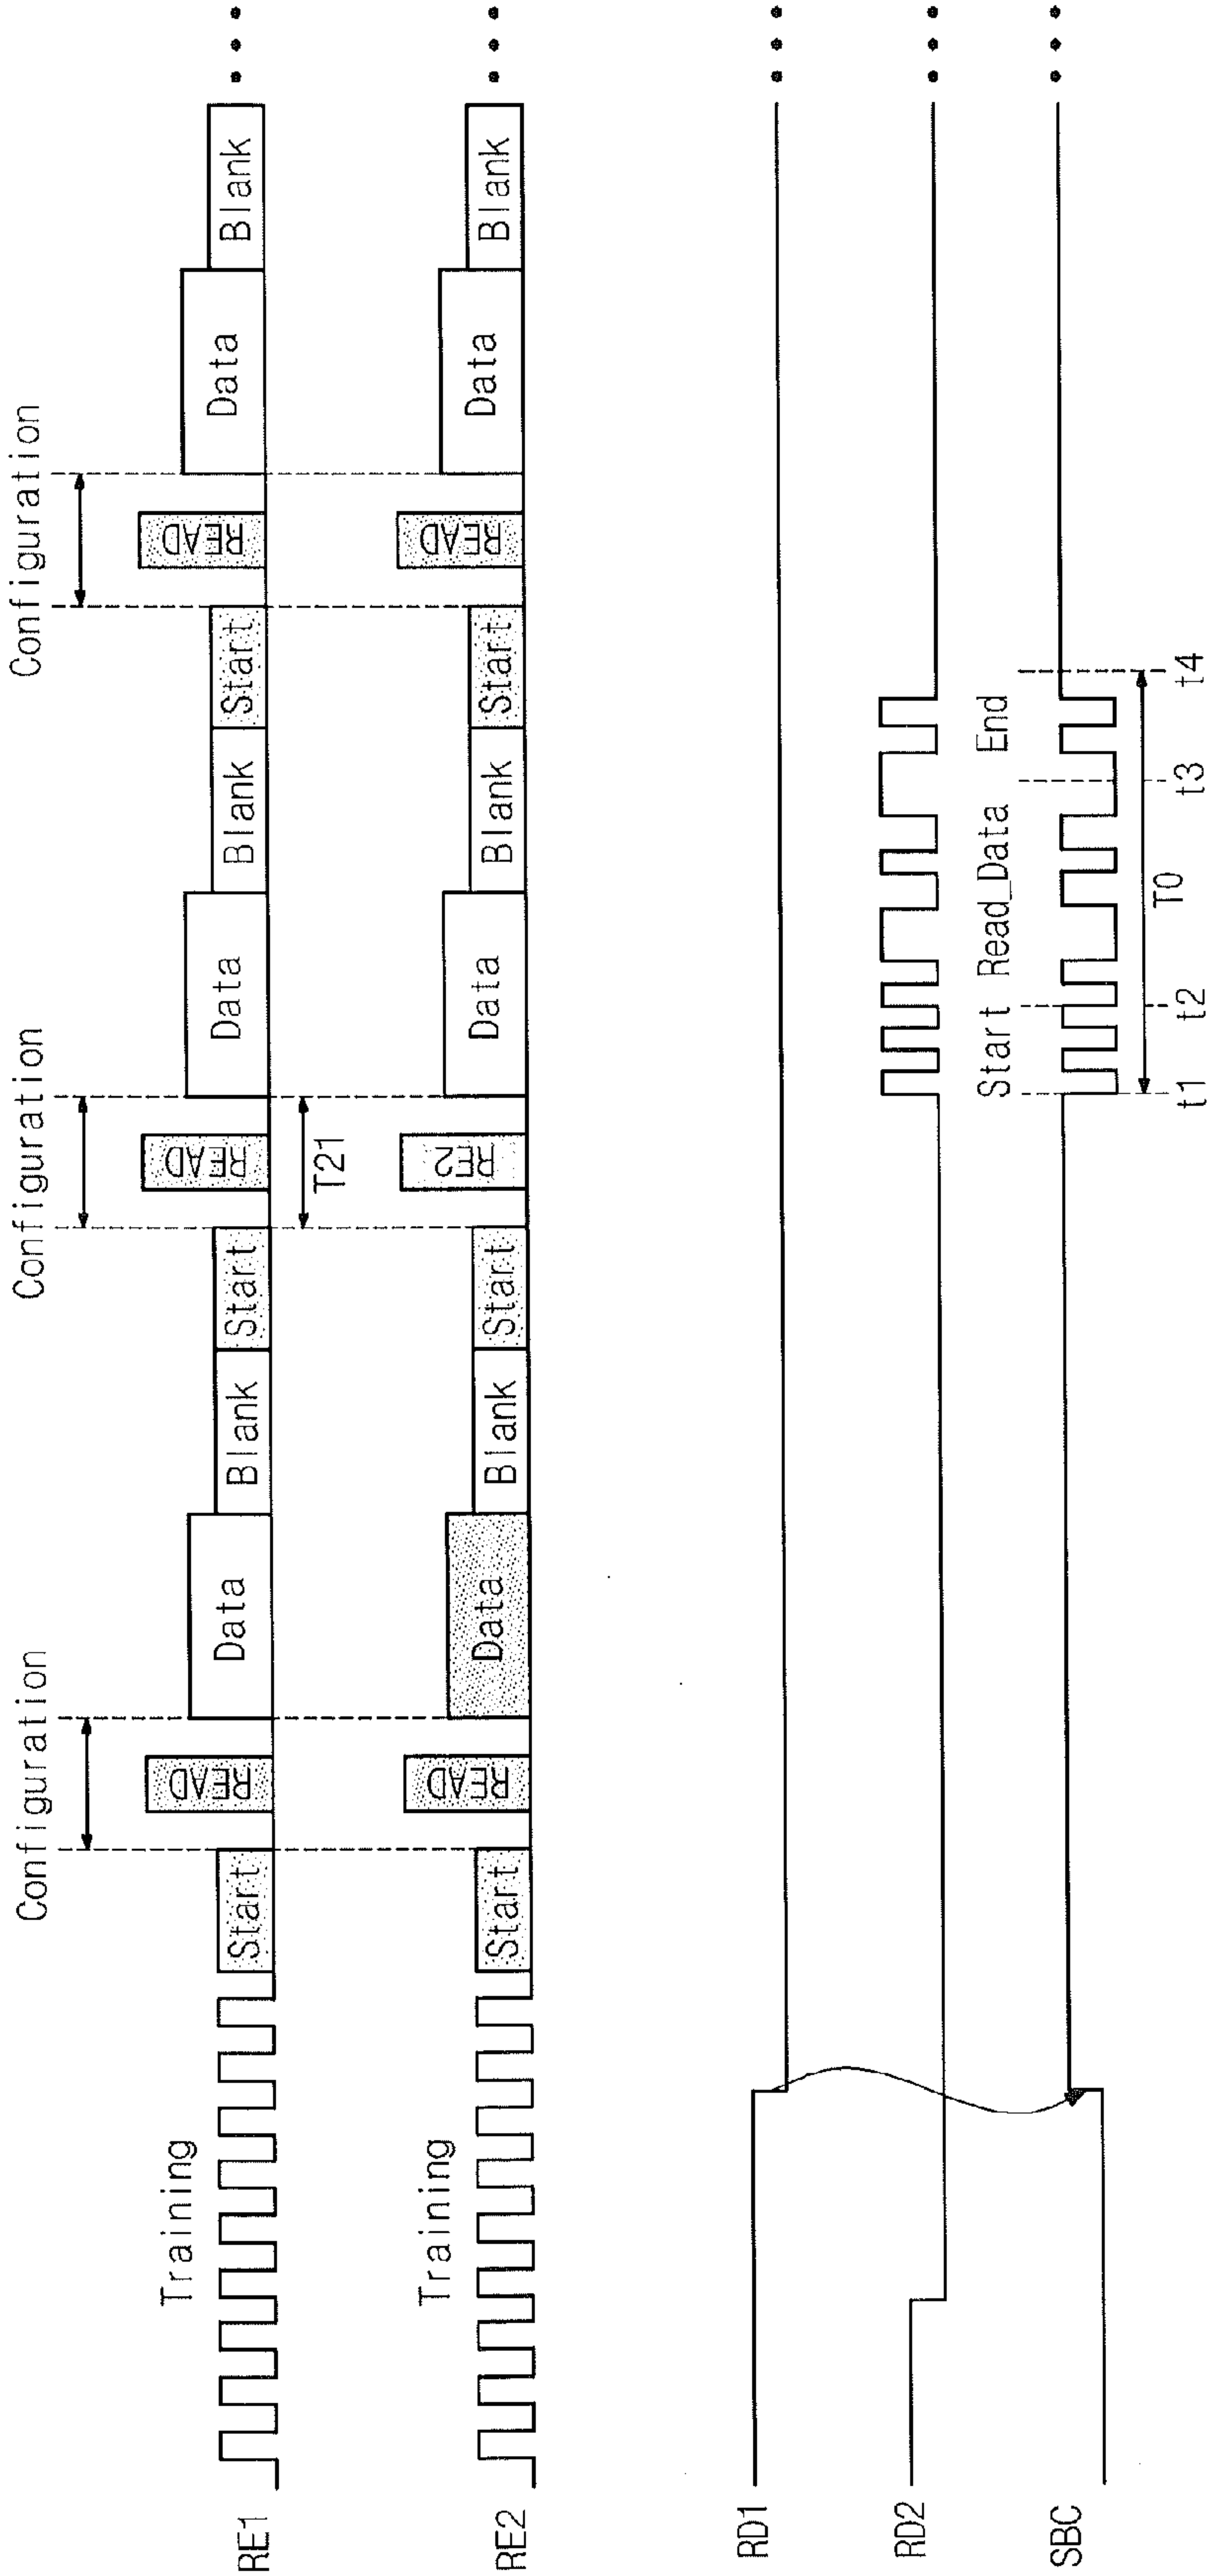 Configuration Configuration Configuration
RE1 Training Start READ Data Blank Start READ Data Blank Start READ Data Blank
T21
RE2 Training Start READ Data Blank Start RE2 Data Blank Start READ Data Blank
RD1
RD2
Start Read_Data End
SBC
T0
t1 t2 t3 t4